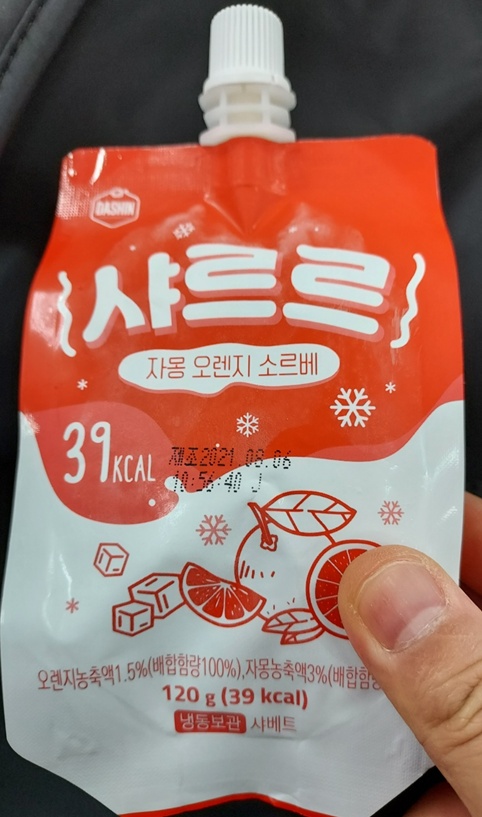 DASHIN
샤르르
자몽 오렌지 소르베
39KCAL
제조2021 08.06
10:56:40 J
오렌지농축액1.5%(배합함량100%),자몽농축액3%(배합함
120 g (39 kcal)
냉동보관 샤베트